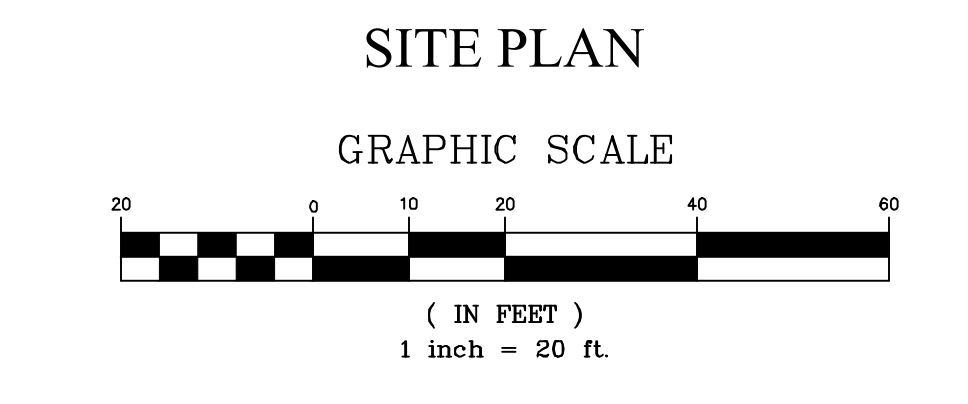 SITE PLAN
GRAPHIC SCALE
20 0 10 20 40 60
( IN FEET )
1 inch = 20 ft.